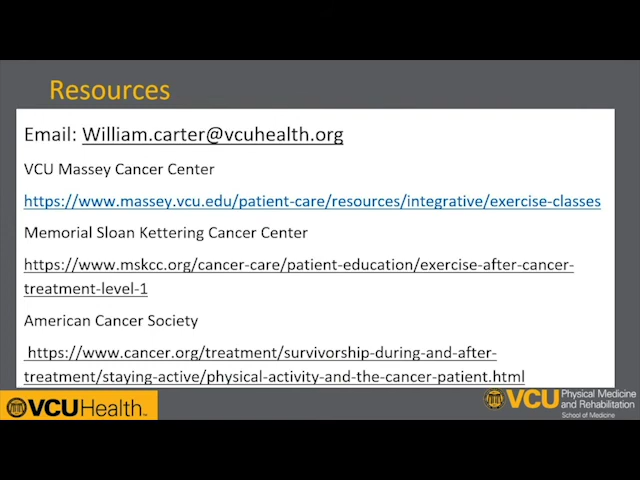 Resources
Email: William.carter@vcuhealth.org
VCU Massey Cancer Center
https://www.massey.vcu.edu/patient-care/resources/integrative/exercise-classes
Memorial Sloan Kettering Cancer Center
https://www.mskcc.org/cancer-care/patient-education/exercise-after-cancer-
treatment-level-1
American Cancer Society
https://www.cancer.org/treatment/survivorship-during-and-after-
treatment/staying-active/physical-activity-and-the-cancer-patient.html
VCUHealth™
VCU Physical Medicine
and Rehabilitation
School of Medicine